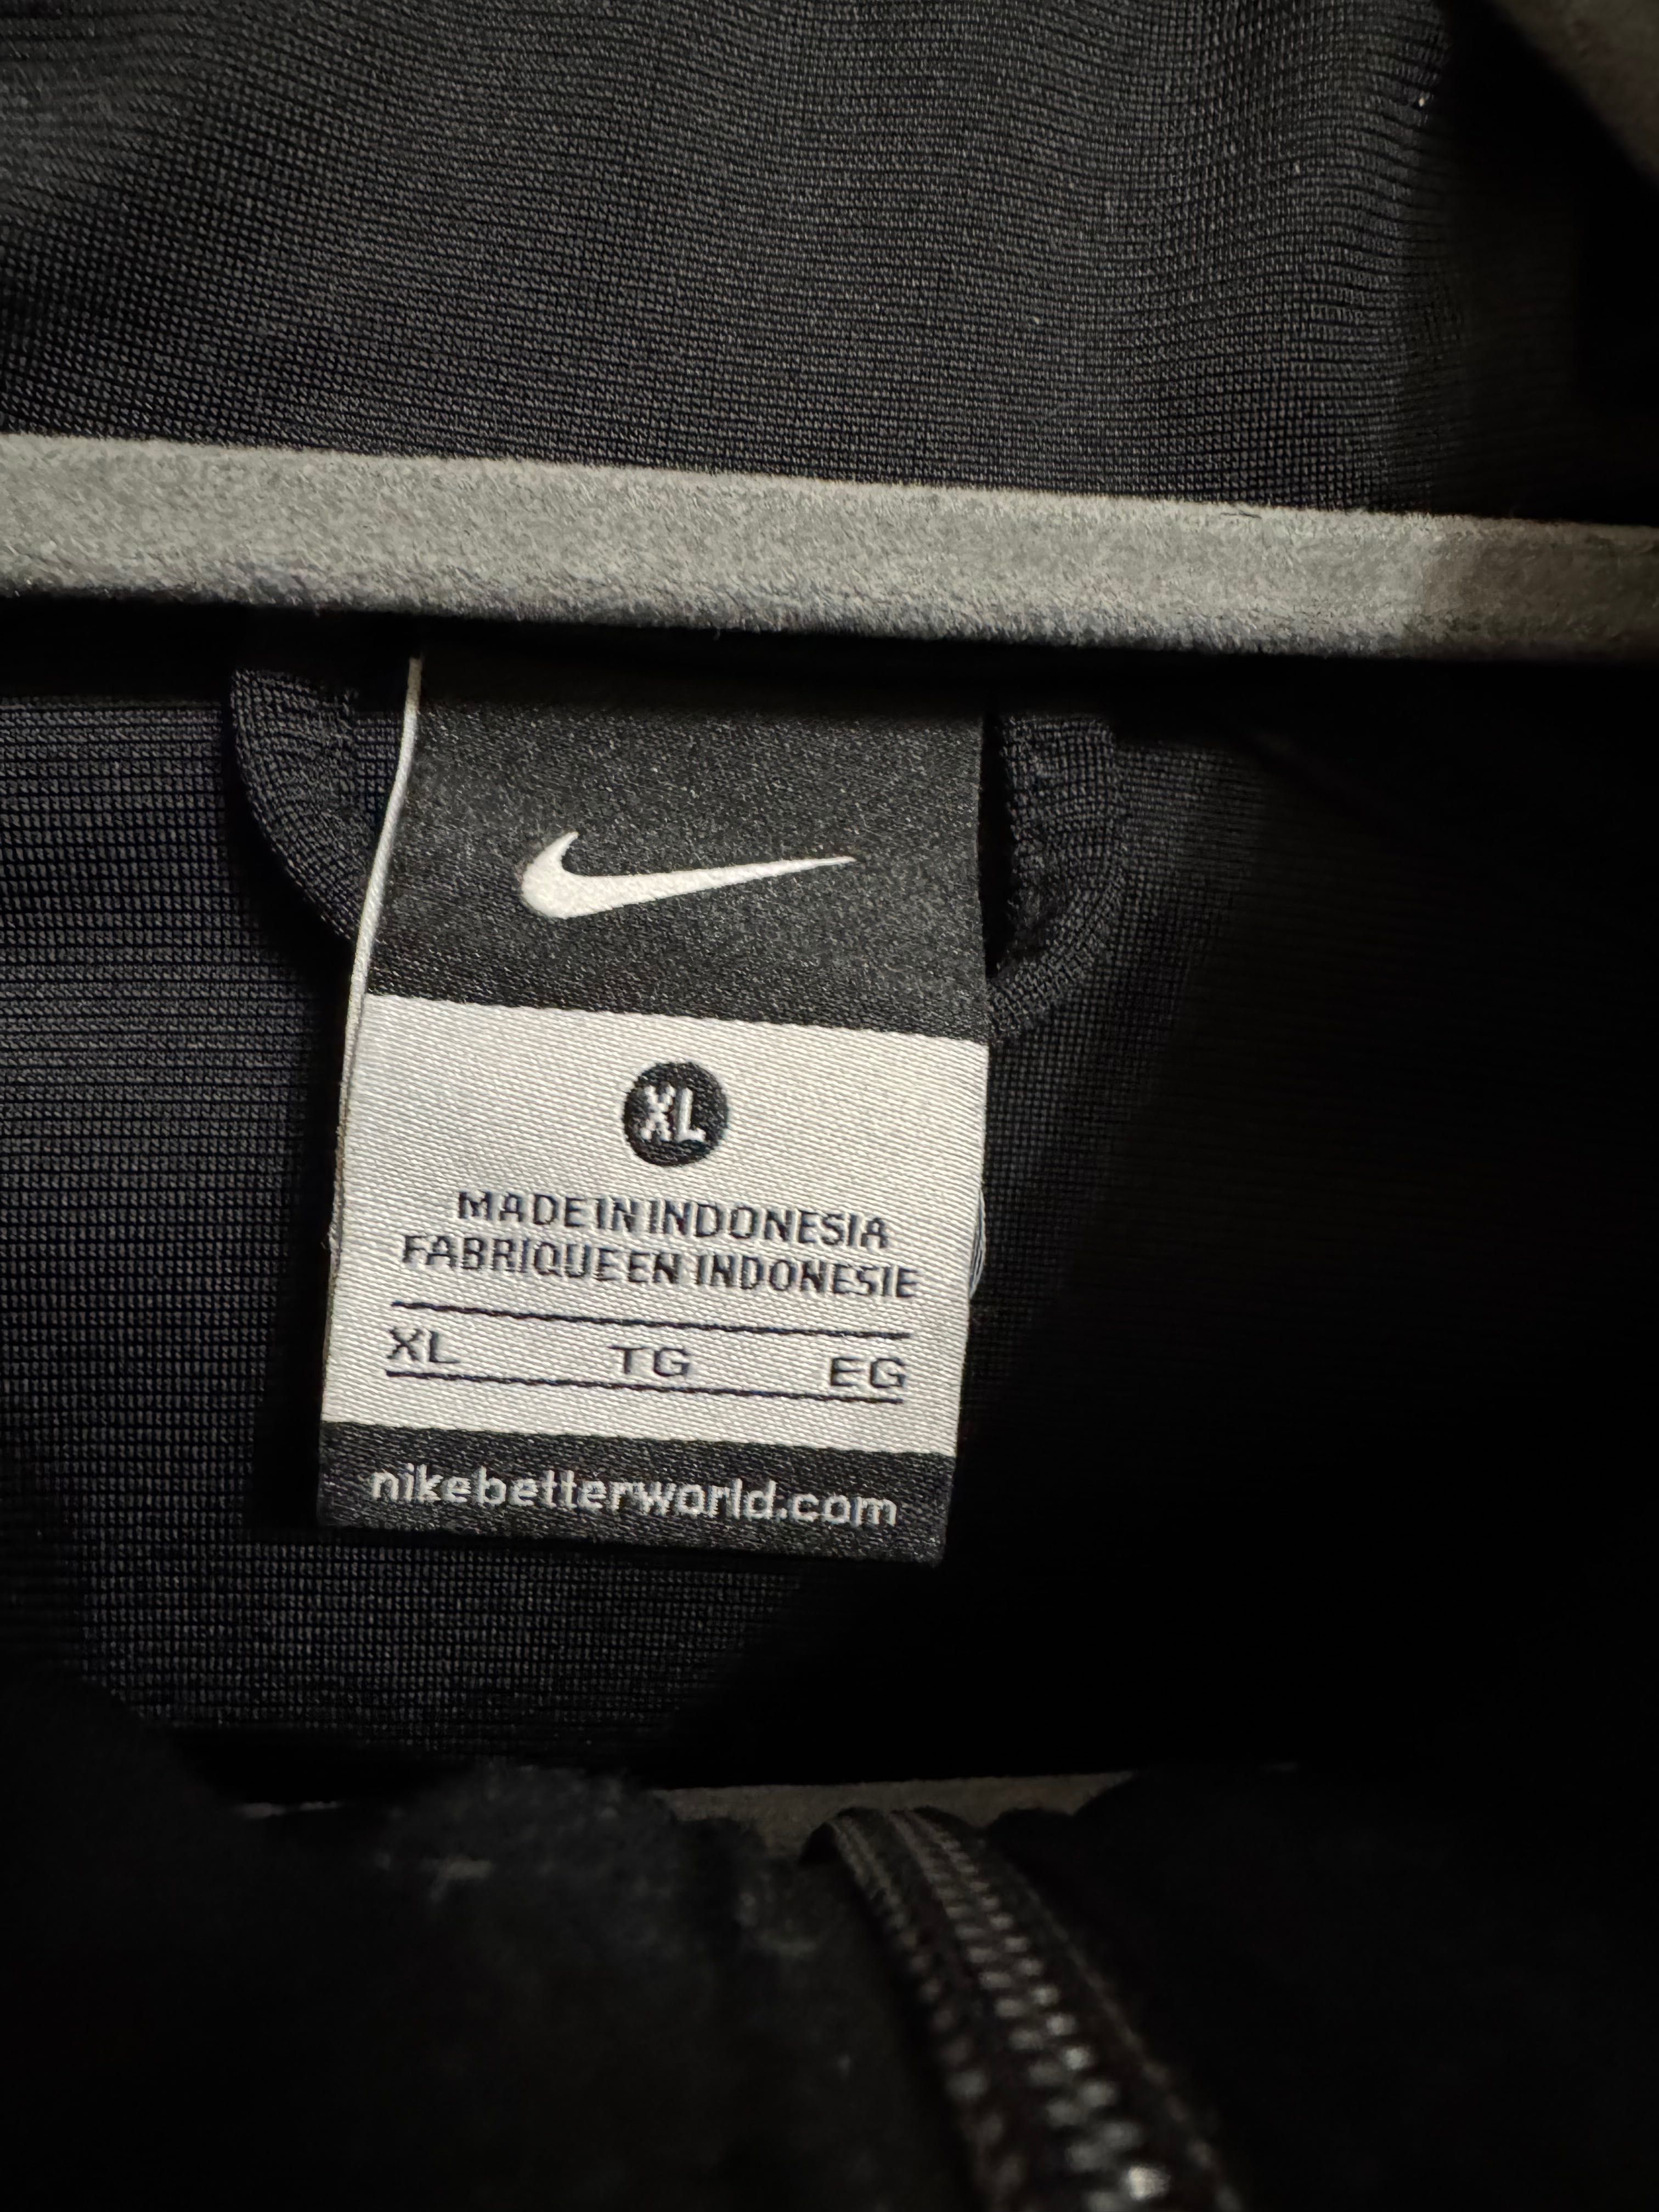 XL
MADE IN INDONESIA
FABRIQUE EN INDONESIE
XL TG EG
nikebetterworld.com